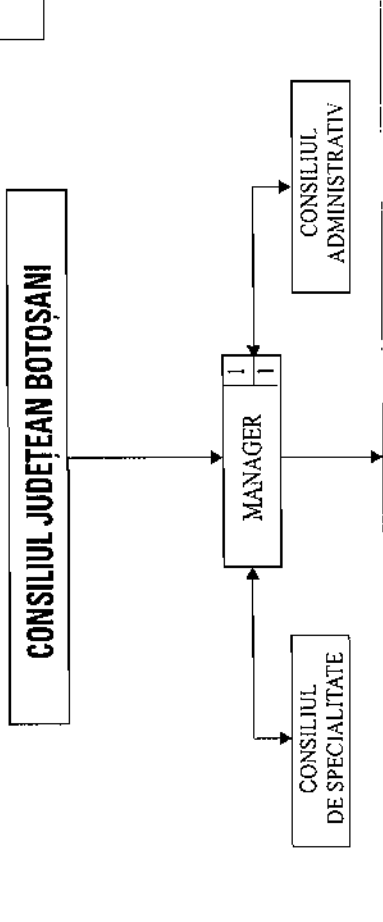 CONSILIUL JUDEȚEAN BOTOȘANI
MANAGER
1
1
CONSILIUL
DE SPECIALITATE
CONSILIUL
ADMINISTRATIV